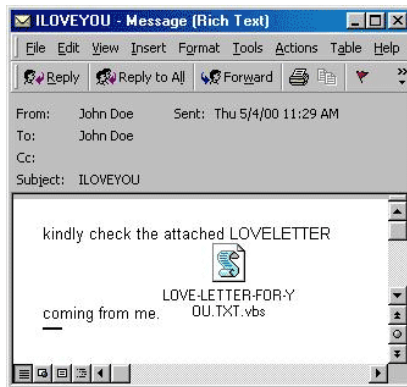 ILOVEYOU - Message (Rich Text)
File Edit View Insert Format Tools Actions Table Help
Reply Reply to All Forward
From: John Doe Sent: Thu 5/4/00 11:29 AM
To: John Doe
Cc:
Subject: ILOVEYOU
kindly check the attached LOVELETTER
LOVE-LETTER-FOR-Y
OU.TXT.vbs
coming from me.